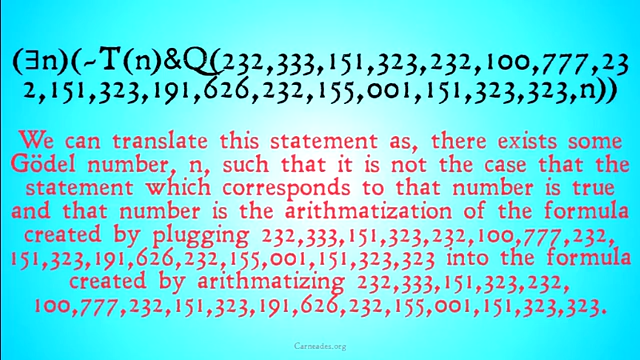 (∃n)(~T(n)&Q(232,333,151,323,232,100,777,23
2,151,323,191,626,232,155,001,151,323,323,n))
We can translate this statement as, there exists some
Gödel number, n, such that it is not the case that the
statement which corresponds to that number is true
and that number is the arithmatization of the formula
created by plugging 232,333,151,323,232,100,777,232,
151,323,191,626,232,155,001,151,323,323 into the formula
created by arithmatizing 232,333,151,323,232,
100,777,232,151,323,191,626,232,155,001,151,323,323.
Carneades.org